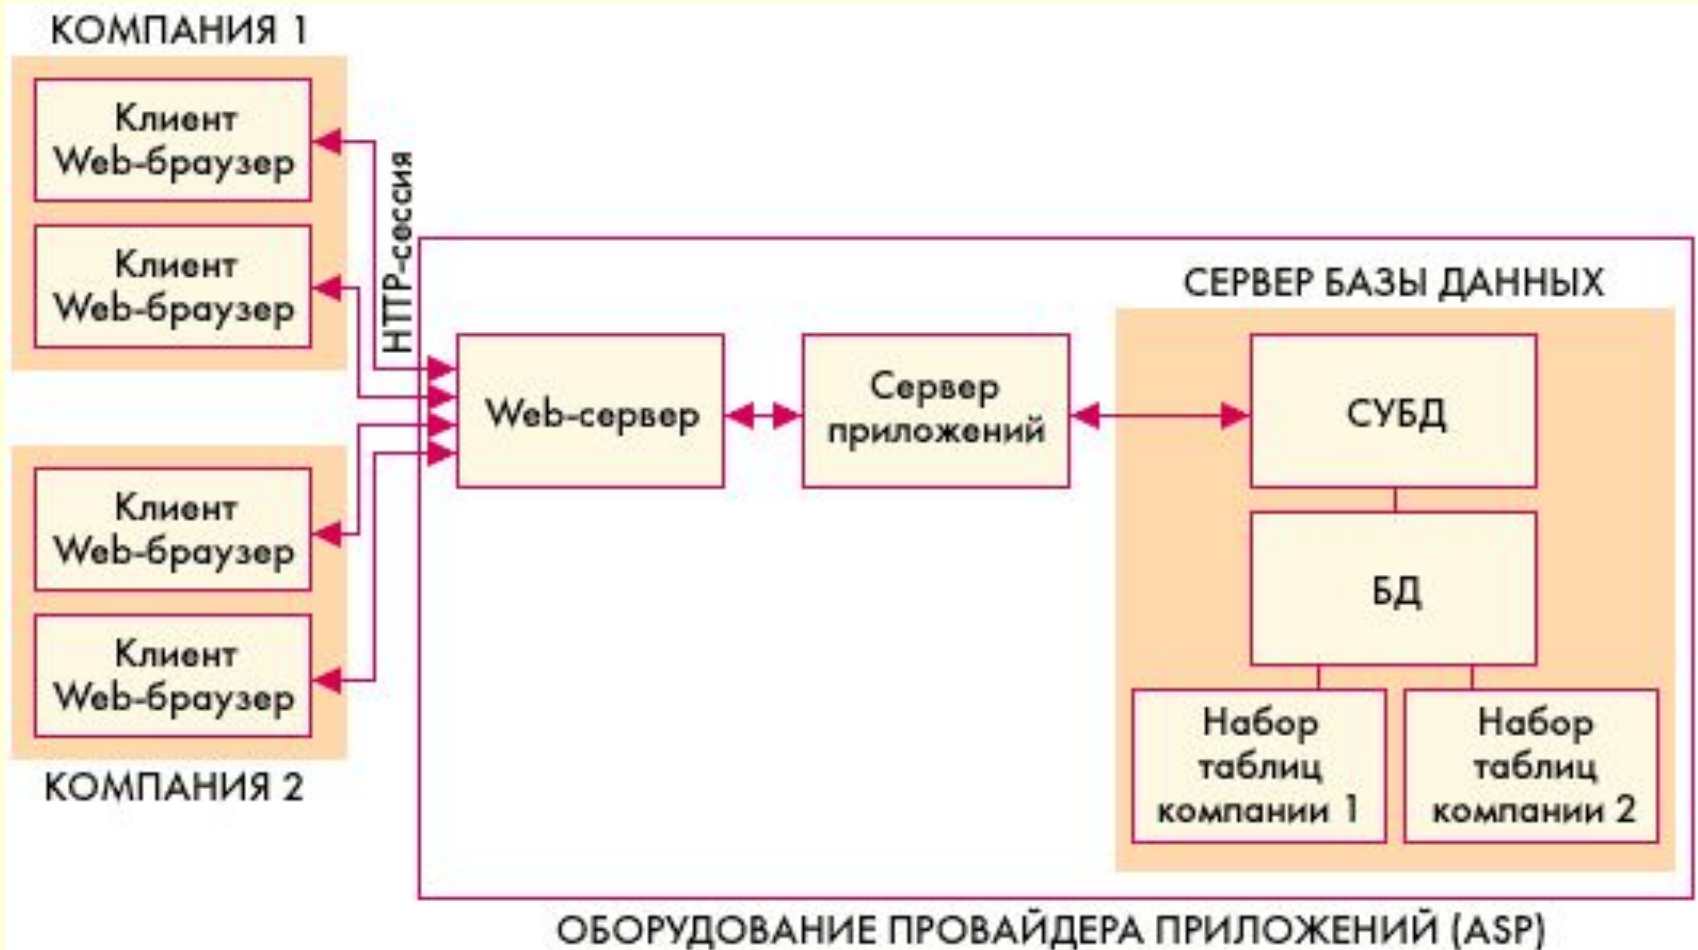 КОМПАНИЯ 1
Клиент
Web-браузер
Клиент
Web-браузер
HTTP-сессия
Клиент
Web-браузер
Клиент
Web-браузер
КОМПАНИЯ 2
Web-сервер
Сервер
приложений
СЕРВЕР БАЗЫ ДАННЫХ
СУБД
БД
Набор
таблиц
компании 1
Набор
таблиц
компании 2
ОБОРУДОВАНИЕ ПРОВАЙДЕРА ПРИЛОЖЕНИЙ (ASP)